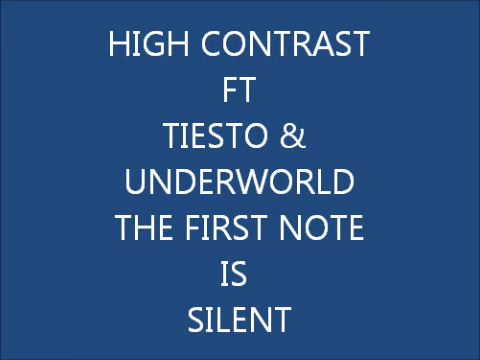 HIGH CONTRAST
FT
TIESTO &
UNDERWORLD
THE FIRST NOTE
IS
SILENT